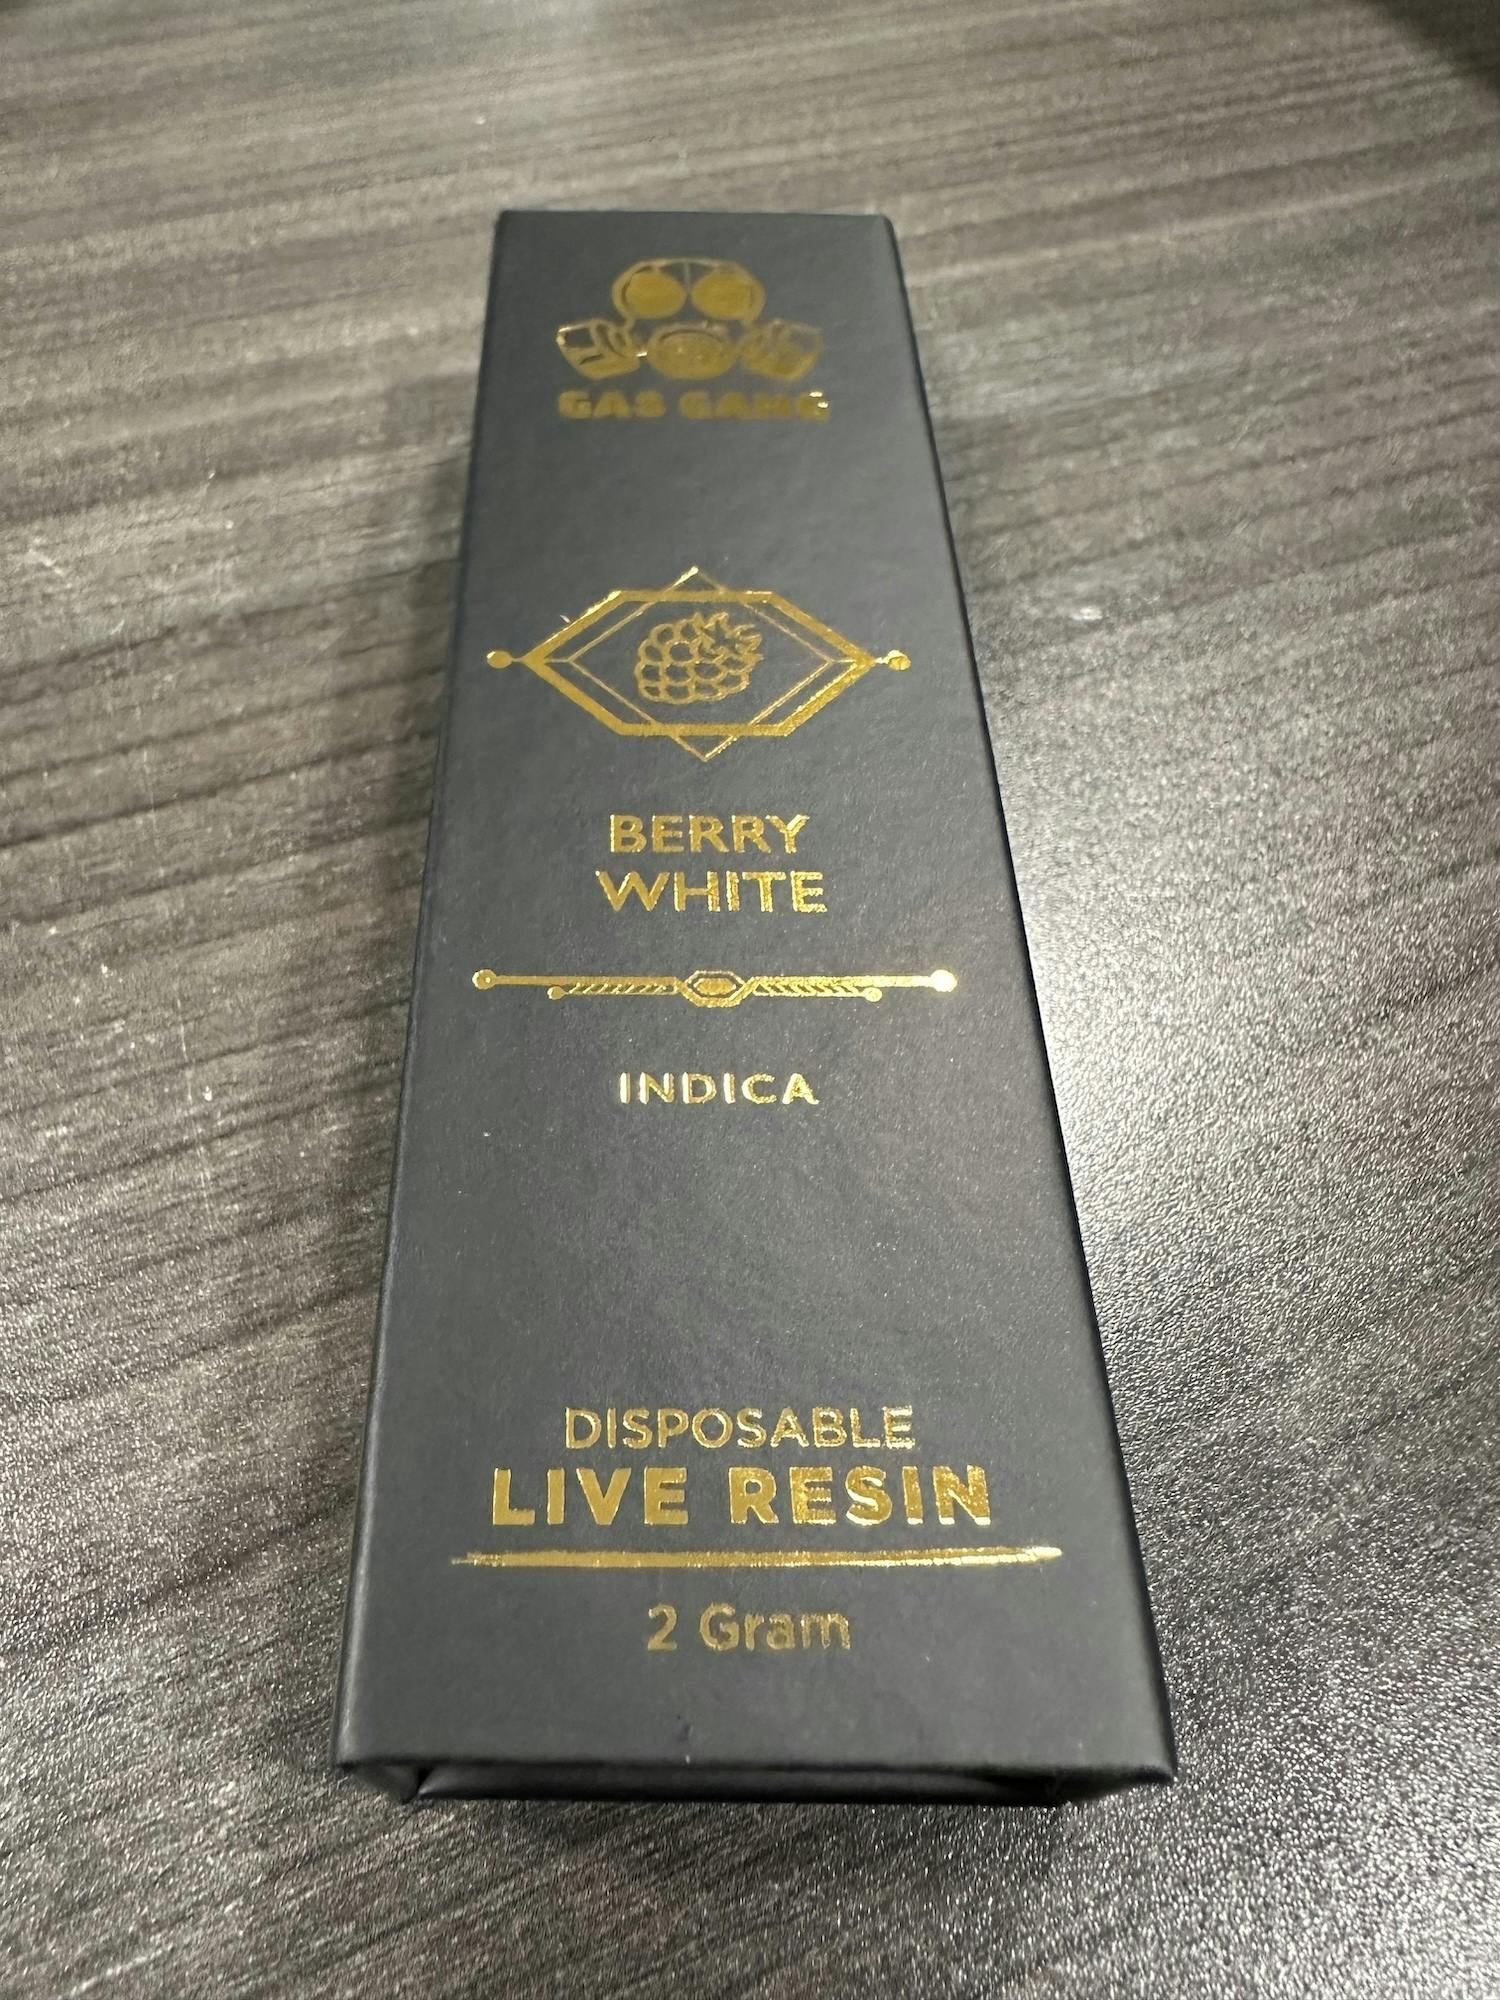 GAS GANG
BERRY
WHITE
INDICA
DISPOSABLE
LIVE RESIN
2 Gram